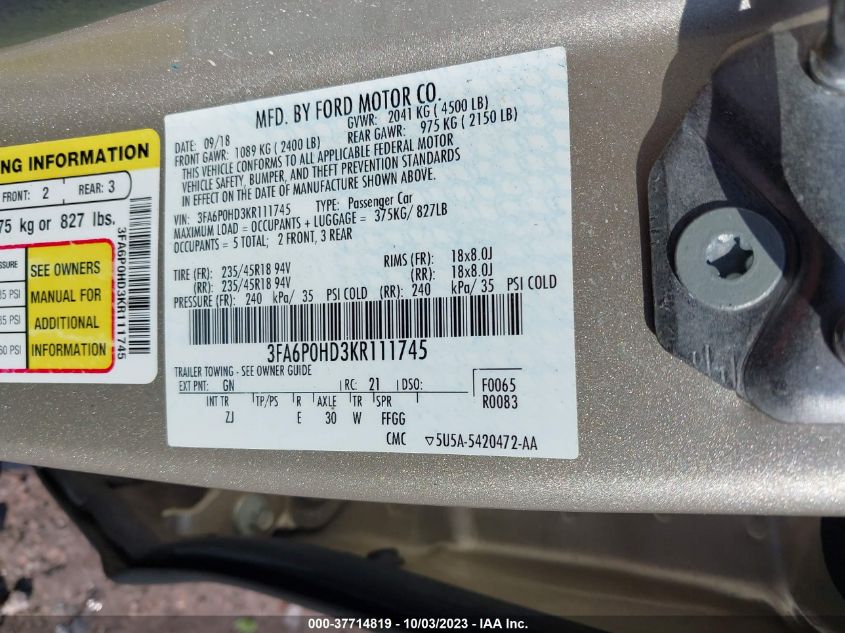 NG INFORMATION
FRONT: 2
REAR: 3
75 kg or 827 lbs.
SSURE
35 PSI
35 PSI
60 PSI
SEE OWNERS
MANUAL FOR
ADDITIONAL
INFORMATION
3FA6P0HD3KR111745
MFD. BY FORD MOTOR CO.
DATE: 09/18
GVWR: 2041 KG ( 4500 LB)
FRONT GAWR: 1089 KG ( 2400 LB)
REAR GAWR: 975 KG ( 2150 LB)
THIS VEHICLE CONFORMS TO ALL APPLICABLE FEDERAL MOTOR
VEHICLE SAFETY, BUMPER, AND THEFT PREVENTION STANDARDS
IN EFFECT ON THE DATE OF MANUFACTURE SHOWN ABOVE.
VIN: 3FA6P0HD3KR111745 TYPE: Passenger Car
MAXIMUM LOAD = OCCUPANTS + LUGGAGE = 375KG/ 827LB
OCCUPANTS = 5 TOTAL; 2 FRONT, 3 REAR
TIRE (FR): 235/45R18 94V RIMS (FR): 18x8.0J
(RR): 235/45R18 94V (RR): 18x8.0J
PRESSURE (FR): 240 kPa/ 35 PSI COLD (RR): 240 kPa/ 35 PSI COLD
3FA6P0HD3KR111745
TRAILER TOWING - SEE OWNER GUIDE
EXT PNT: GN RC: 21 DSO: F0065
INT TR TP/PS R AXLE TR SPR R0083
ZJ E 30 W FFGG
CMC ▽5U5A-5420472-AA
000-37714819 - 10/03/2023 - IAA Inc.